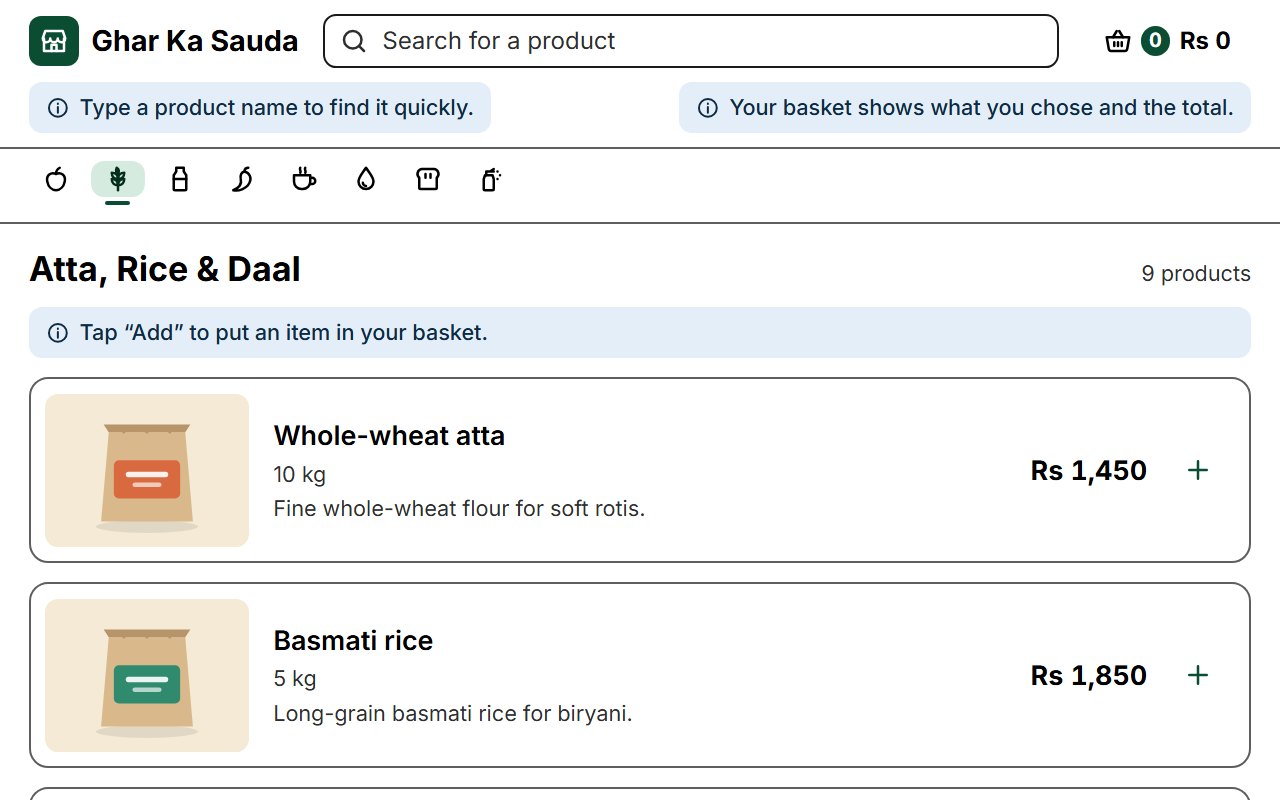 Ghar Ka Sauda
Search for a product
0 Rs 0
Type a product name to find it quickly.
Your basket shows what you chose and the total.
Atta, Rice & Daal
9 products
Tap “Add” to put an item in your basket.
Whole-wheat atta
10 kg
Fine whole-wheat flour for soft rotis.
Rs 1,450
Basmati rice
5 kg
Long-grain basmati rice for biryani.
Rs 1,850